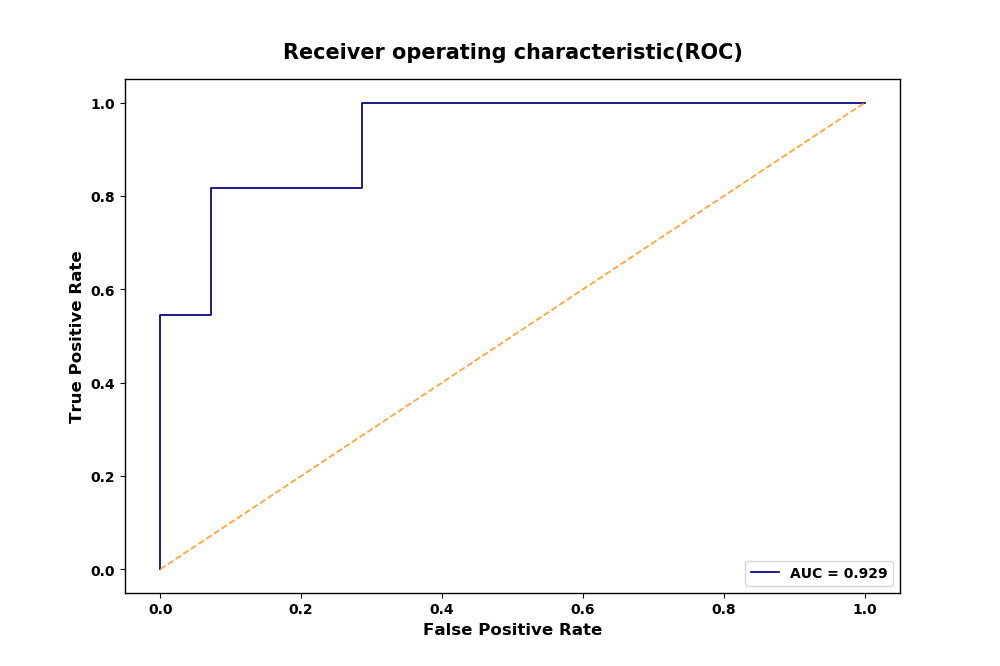 Receiver operating characteristic(ROC)
True Positive Rate
1.0
0.8
0.6
0.4
0.2
0.0
AUC = 0.929
0.0 0.2 0.4 0.6 0.8 1.0
False Positive Rate